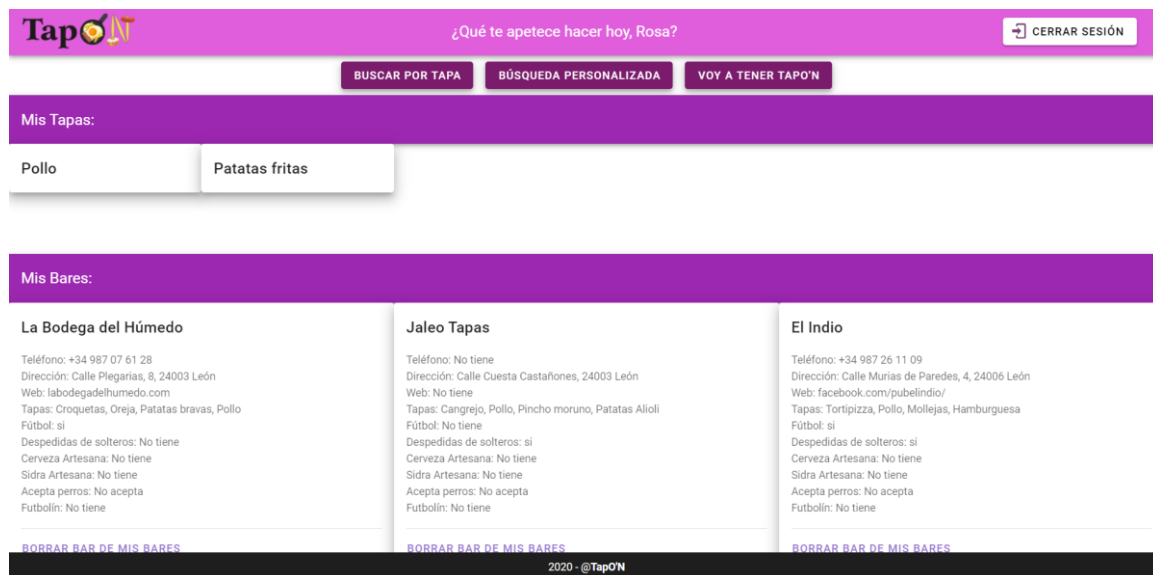 Tapo'N
¿Qué te apetece hacer hoy, Rosa?
CERRAR SESIÓN
BUSCAR POR TAPA
BÚSQUEDA PERSONALIZADA
VOY A TENER TAPO'N
Mis Tapas:
Pollo
Patatas fritas
Mis Bares:
La Bodega del Húmedo
Teléfono: +34 987 07 61 28
Dirección: Calle Plegarias, 8, 24003 León
Web: labodegadelhumedo.com
Tapas: Croquetas, Oreja, Patatas bravas, Pollo
Fútbol: si
Despedidas de solteros: No tiene
Cerveza Artesana: No tiene
Sidra Artesana: No tiene
Acepta perros: No acepta
Futbolín: No tiene
BORRAR BAR DE MIS BARES
Jaleo Tapas
Teléfono: No tiene
Dirección: Calle Cuesta Castañones, 24003 León
Web: No tiene
Tapas: Cangrejo, Pollo, Pincho moruno, Patatas Alioli
Fútbol: No tiene
Despedidas de solteros: si
Cerveza Artesana: No tiene
Sidra Artesana: No tiene
Acepta perros: No acepta
Futbolín: No tiene
BORRAR BAR DE MIS BARES
El Indio
Teléfono: +34 987 26 11 09
Dirección: Calle Murias de Paredes, 4, 24006 León
Web: facebook.com/pubelindio/
Tapas: Tortipizza, Pollo, Mollejas, Hamburguesa
Fútbol: si
Despedidas de solteros: si
Cerveza Artesana: No tiene
Sidra Artesana: No tiene
Acepta perros: No acepta
Futbolín: No tiene
BORRAR BAR DE MIS BARES
2020 - @TapO'N